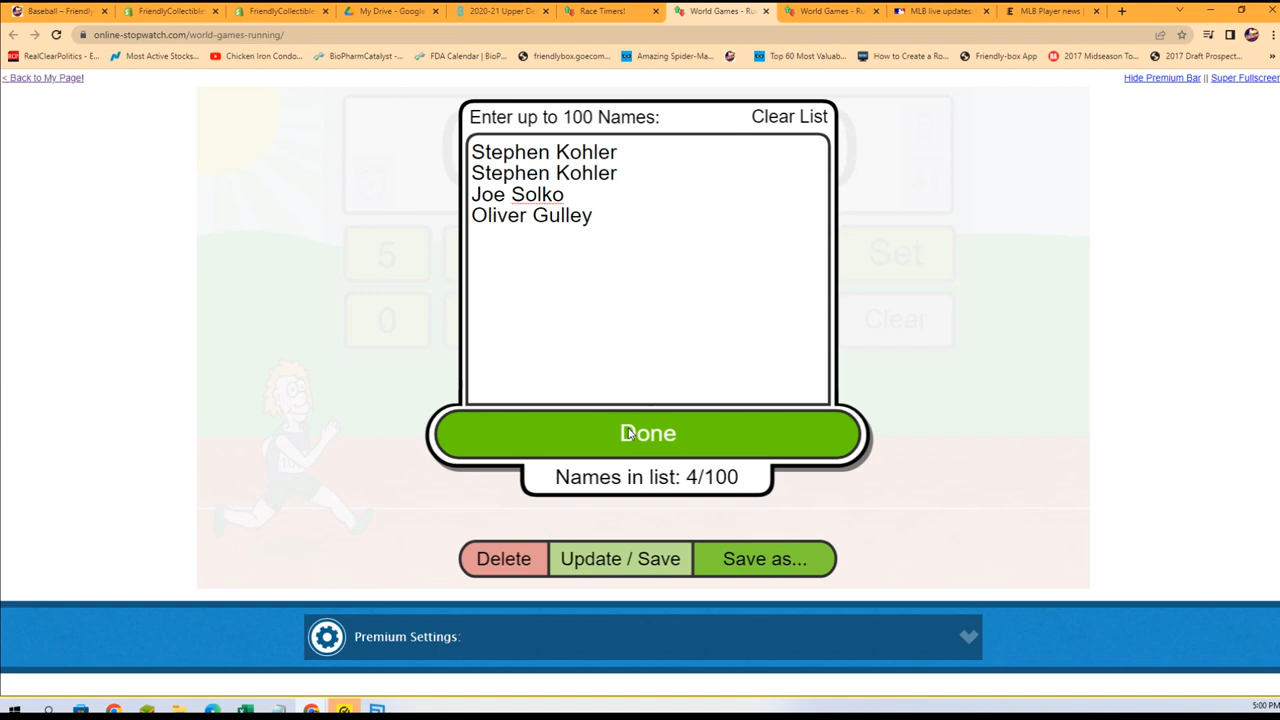 Baseball – Friendly
FriendlyCollectible
FriendlyCollectible
My Drive - Google
2020-21 Upper De
Race Timers!
World Games - Ru
World Games - Ru
MLB live updates
MLB Player news |
online-stopwatch.com/world-games-running/
RealClearPolitics - E...
Most Active Stocks...
Chicken Iron Condo...
BioPharmCatalyst -...
FDA Calendar | BioP...
friendlybox.goecom...
Amazing Spider-Ma...
Top 60 Most Valuab...
How to Create a Ro...
Friendly-box App
2017 Midseason To...
2017 Draft Prospect...
< Back to My Page!
Hide Premium Bar || Super Fullscreen
Enter up to 100 Names: Clear List
Stephen Kohler
Stephen Kohler
Joe Solko
Oliver Gulley
5
Set
0
Clear
Done
Names in list: 4/100
Delete
Update / Save
Save as...
Premium Settings:
5:00 PM